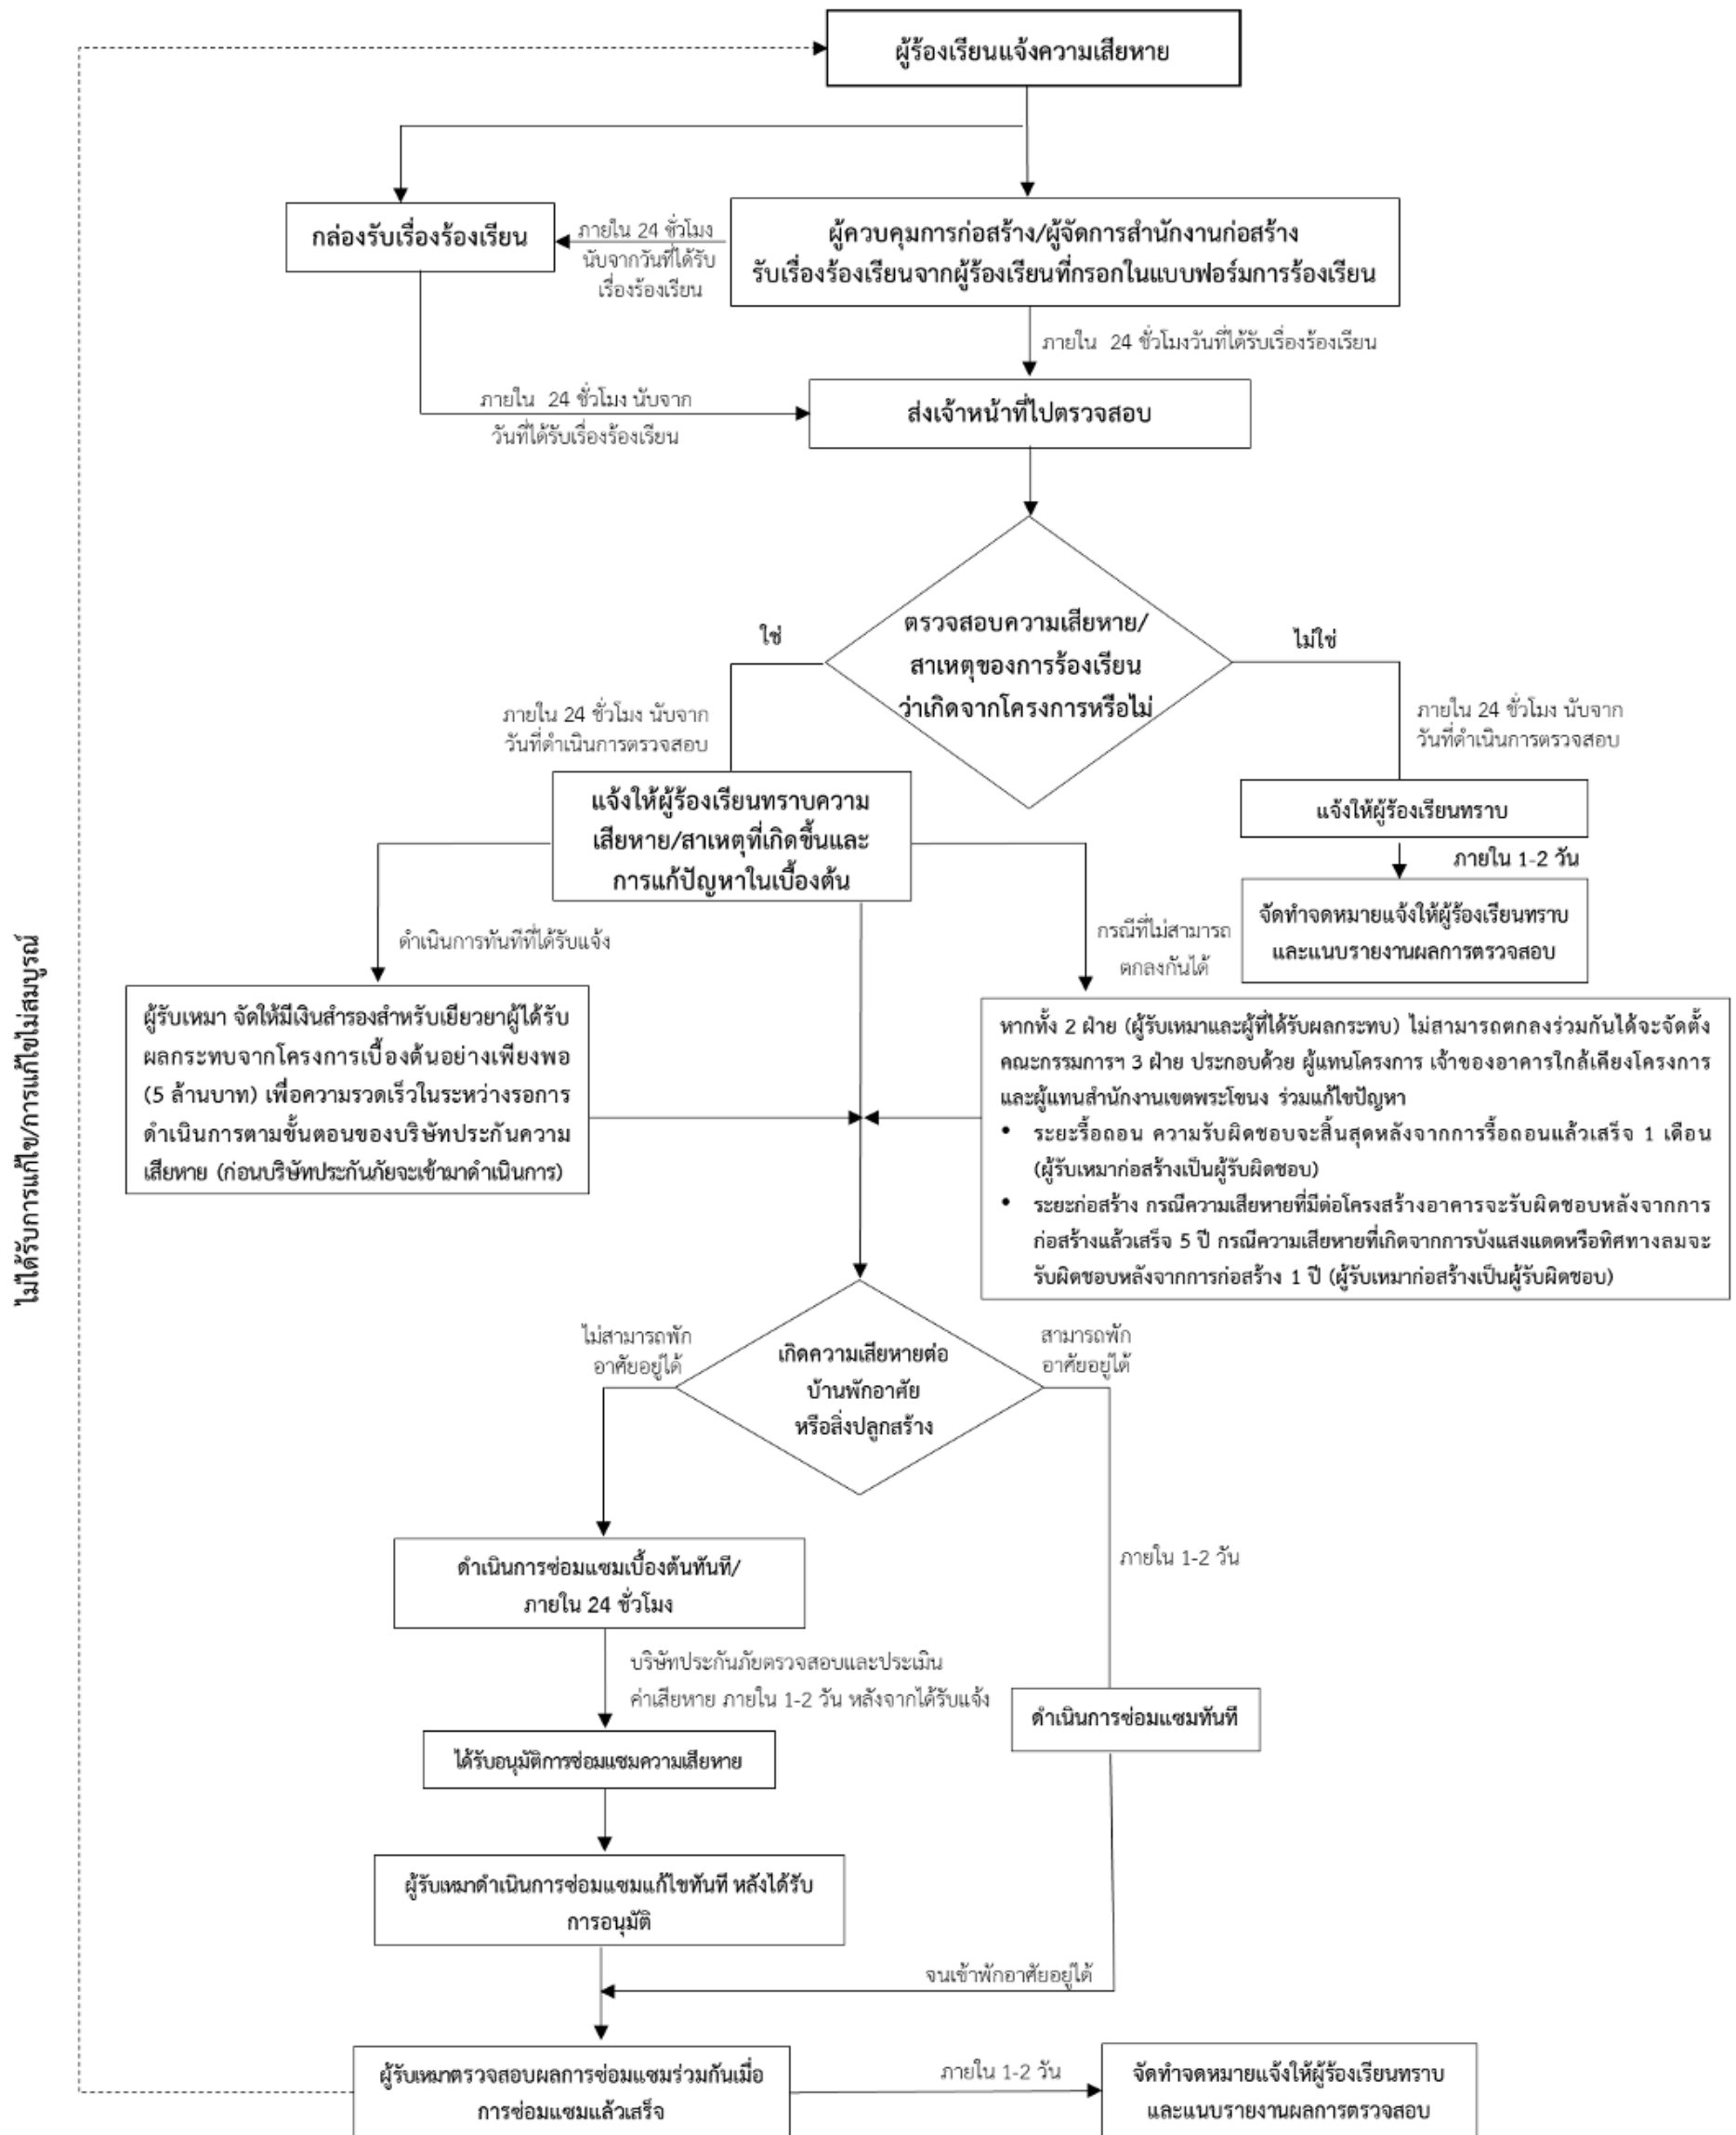 ผู้ร้องเรียนแจ้งความเสียหาย
กล่องรับเรื่องร้องเรียน
ภายใน 24 ชั่วโมง
นับจากวันที่ได้รับ
เรื่องร้องเรียน
ผู้ควบคุมการก่อสร้าง/ผู้จัดการสำนักงานก่อสร้าง
รับเรื่องร้องเรียนจากผู้ร้องเรียนที่กรอกในแบบฟอร์มการร้องเรียน
ภายใน 24 ชั่วโมงวันที่ได้รับเรื่องร้องเรียน
ภายใน 24 ชั่วโมง นับจาก
วันที่ได้รับเรื่องร้องเรียน
ส่งเจ้าหน้าที่ไปตรวจสอบ
ตรวจสอบความเสียหาย/
สาเหตุของการร้องเรียน
ว่าเกิดจากโครงการหรือไม่
ใช่
ไม่ใช่
ภายใน 24 ชั่วโมง นับจาก
วันที่ดำเนินการตรวจสอบ
ภายใน 24 ชั่วโมง นับจาก
วันที่ดำเนินการตรวจสอบ
แจ้งให้ผู้ร้องเรียนทราบความ
เสียหาย/สาเหตุที่เกิดขึ้นและ
การแก้ปัญหาในเบื้องต้น
แจ้งให้ผู้ร้องเรียนทราบ
ภายใน 1-2 วัน
จัดทำจดหมายแจ้งให้ผู้ร้องเรียนทราบ
และแนบรายงานผลการตรวจสอบ
ดำเนินการทันทีที่ได้รับแจ้ง
กรณีที่ไม่สามารถ
ตกลงกันได้
ผู้รับเหมา จัดให้มีเงินสำรองสำหรับเยียวยาผู้ได้รับ
ผลกระทบจากโครงการเบื้องต้นอย่างเพียงพอ
(5 ล้านบาท) เพื่อความรวดเร็วในระหว่างรอการ
ดำเนินการตามขั้นตอนของบริษัทประกันความ
เสียหาย (ก่อนบริษัทประกันภัยจะเข้ามาดำเนินการ)
หากทั้ง 2 ฝ่าย (ผู้รับเหมาและผู้ที่ได้รับผลกระทบ) ไม่สามารถตกลงร่วมกันได้จะจัดตั้ง
คณะกรรมการฯ 3 ฝ่าย ประกอบด้วย ผู้แทนโครงการ เจ้าของอาคารใกล้เคียงโครงการ
และผู้แทนสำนักงานเขตพระโขนง ร่วมแก้ไขปัญหา
• ระยะรื้อถอน ความรับผิดชอบจะสิ้นสุดหลังจากการรื้อถอนแล้วเสร็จ 1 เดือน
(ผู้รับเหมาก่อสร้างเป็นผู้รับผิดชอบ)
• ระยะก่อสร้าง กรณีความเสียหายที่มีต่อโครงสร้างอาคารจะรับผิดชอบหลังจากการ
ก่อสร้างแล้วเสร็จ 5 ปี กรณีความเสียหายที่เกิดจากการบังแสงแดดหรือทิศทางลมจะ
รับผิดชอบหลังจากการก่อสร้าง 1 ปี (ผู้รับเหมาก่อสร้างเป็นผู้รับผิดชอบ)
ไม่ได้รับการแก้ไข/การแก้ไขไม่สมบูรณ์
ไม่สามารถพัก
อาศัยอยู่ได้
เกิดความเสียหายต่อ
บ้านพักอาศัย
หรือสิ่งปลูกสร้าง
สามารถพัก
อาศัยอยู่ได้
ดำเนินการซ่อมแซมเบื้องต้นทันที/
ภายใน 24 ชั่วโมง
ภายใน 1-2 วัน
บริษัทประกันภัยตรวจสอบและประเมิน
ค่าเสียหาย ภายใน 1-2 วัน หลังจากได้รับแจ้ง
ดำเนินการซ่อมแซมทันที
ได้รับอนุมัติการซ่อมแซมความเสียหาย
ผู้รับเหมาดำเนินการซ่อมแซมแก้ไขทันที หลังได้รับ
การอนุมัติ
จนเข้าพักอาศัยอยู่ได้
ผู้รับเหมาตรวจสอบผลการซ่อมแซมร่วมกันเมื่อ
การซ่อมแซมแล้วเสร็จ
ภายใน 1-2 วัน
จัดทำจดหมายแจ้งให้ผู้ร้องเรียนทราบ
และแนบรายงานผลการตรวจสอบ